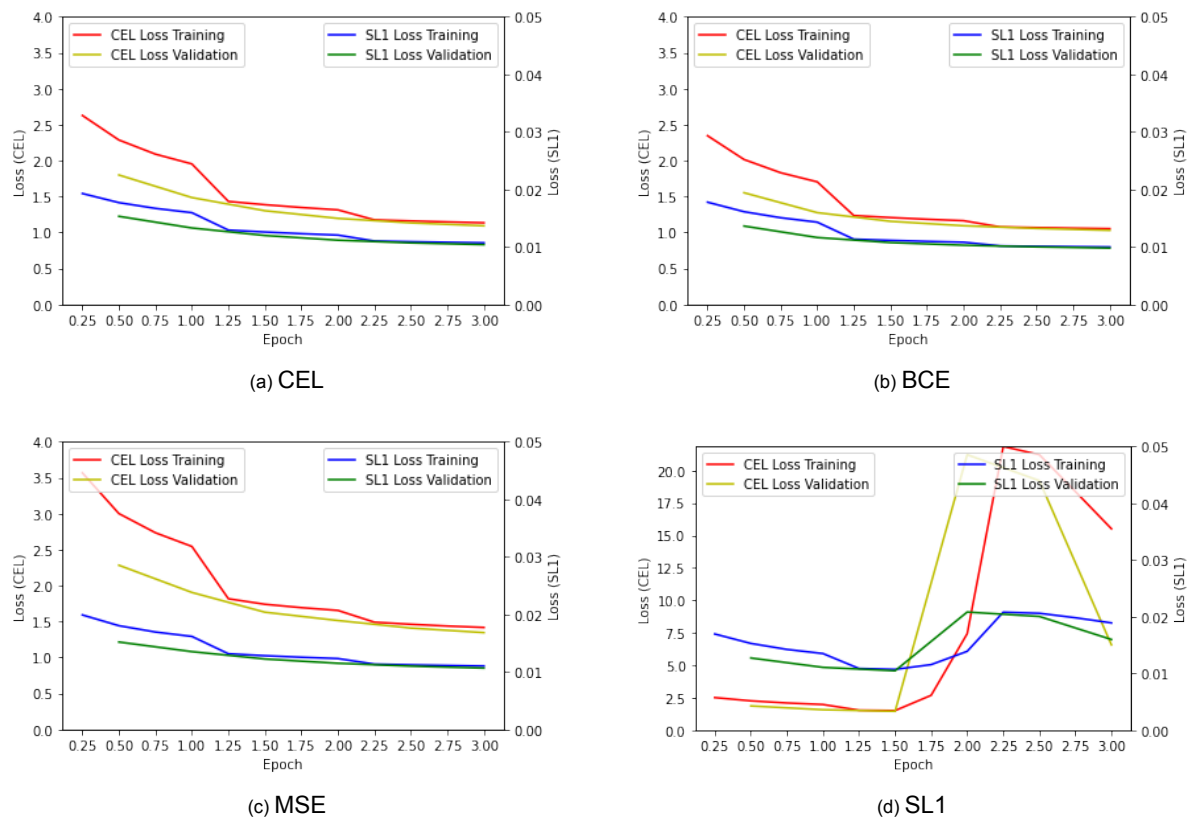 CEL Loss Training
CEL Loss Validation
SL1 Loss Training
SL1 Loss Validation
4.0
3.5
3.0
2.5
2.0
1.5
1.0
0.5
0.0
Loss (CEL)
0.05
0.04
0.03
0.02
0.01
0.00
Loss (SL1)
0.25 0.50 0.75 1.00 1.25 1.50 1.75 2.00 2.25 2.50 2.75 3.00
Epoch
(a) CEL
CEL Loss Training
CEL Loss Validation
SL1 Loss Training
SL1 Loss Validation
4.0
3.5
3.0
2.5
2.0
1.5
1.0
0.5
0.0
Loss (CEL)
0.05
0.04
0.03
0.02
0.01
0.00
Loss (SL1)
0.25 0.50 0.75 1.00 1.25 1.50 1.75 2.00 2.25 2.50 2.75 3.00
Epoch
(b) BCE
CEL Loss Training
CEL Loss Validation
SL1 Loss Training
SL1 Loss Validation
4.0
3.5
3.0
2.5
2.0
1.5
1.0
0.5
0.0
Loss (CEL)
0.05
0.04
0.03
0.02
0.01
0.00
Loss (SL1)
0.25 0.50 0.75 1.00 1.25 1.50 1.75 2.00 2.25 2.50 2.75 3.00
Epoch
(c) MSE
CEL Loss Training
CEL Loss Validation
SL1 Loss Training
SL1 Loss Validation
20.0
17.5
15.0
12.5
10.0
7.5
5.0
2.5
0.0
Loss (CEL)
0.05
0.04
0.03
0.02
0.01
0.00
Loss (SL1)
0.25 0.50 0.75 1.00 1.25 1.50 1.75 2.00 2.25 2.50 2.75 3.00
Epoch
(d) SL1